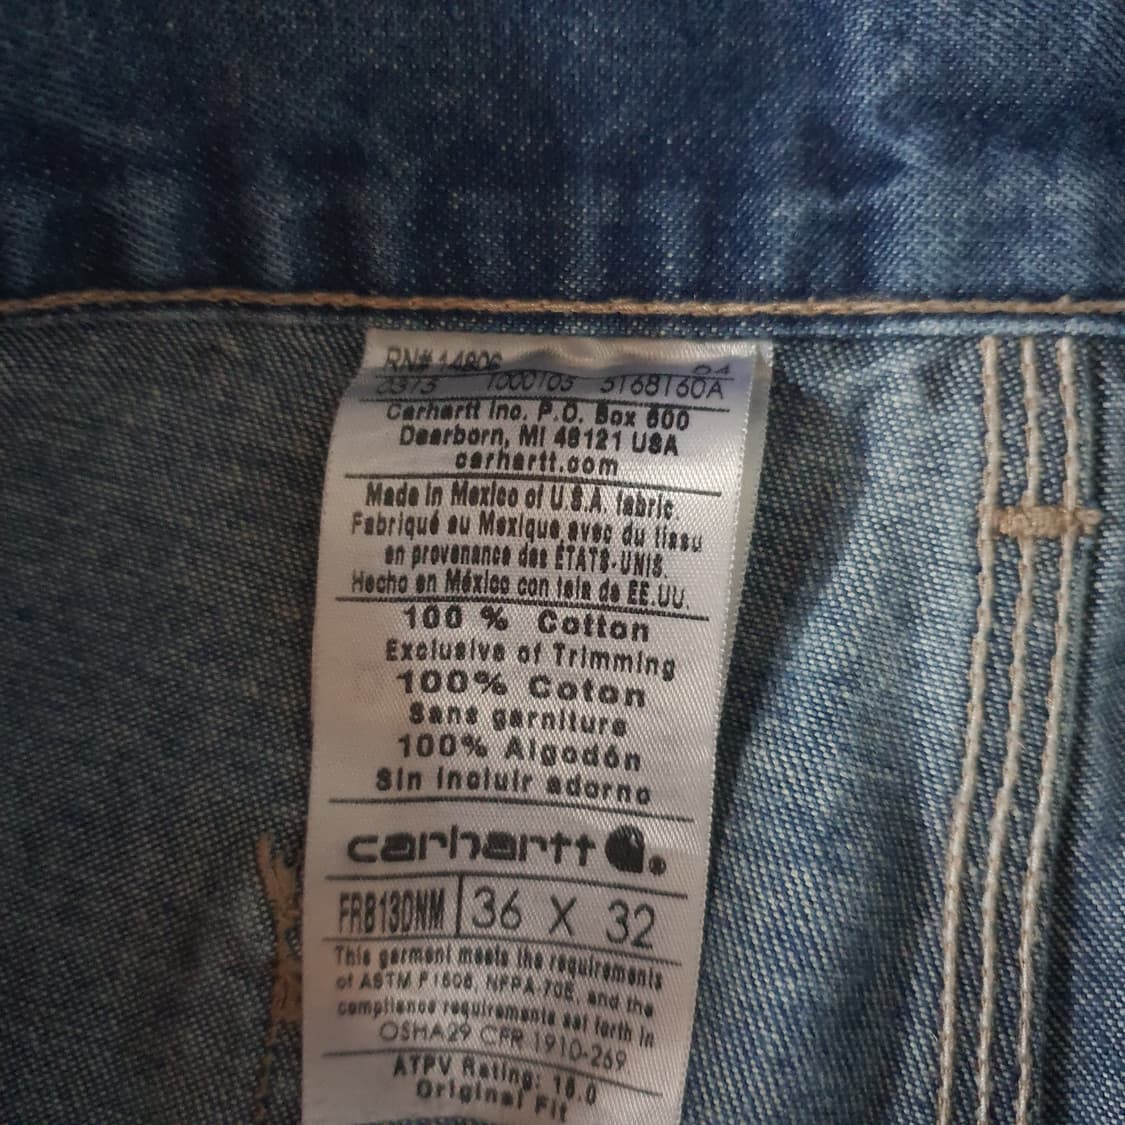 RN# 14806
04
0315 1000105 5168160A
Carhartt Inc. P.O. Box 600
Dearborn, MI 48121 USA
carhartt.com
Made in Mexico of U.S.A. fabric.
Fabriqué au Mexique avec du tissu
en provenance des ÉTATS-UNIS.
Hecho en México con tela de EE.UU.
100 % Cotton
Exclusive of Trimming
100% Coton
Sans garniture
100% Algodón
Sin incluir adorno
carhartt
FR813DNM 36 X 32
This garment meets the requirements
of ASTM F1506, NFPA-70E, and the
compliance requirements set forth in
OSHA29 CFR 1910-269
ATPV Rating: 16.0
Original Fit